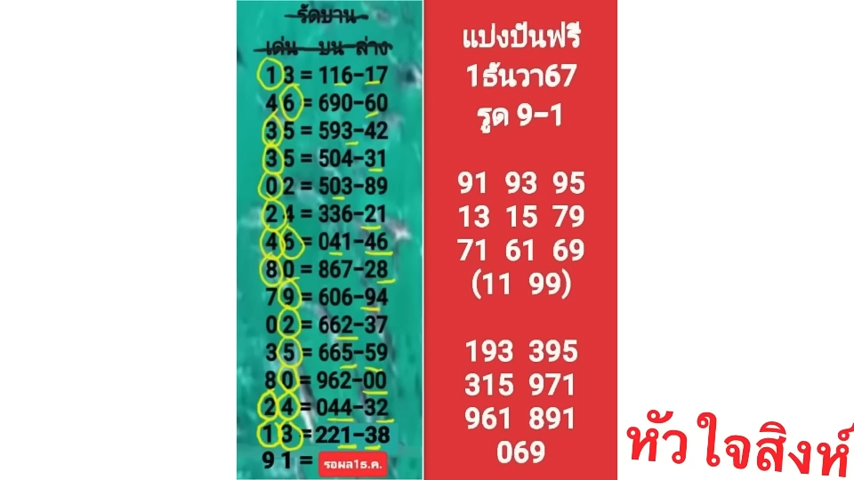 รัดบาน
เด่น บน ล่าง
13=116-17
46=690-60
35=593-42
35=504-31
02=503-89
24=336-21
46=041-46
80=867-28
79=606-94
02=662-37
35=665-59
80=962-00
24=044-32
13=221-38
91= รอผล1ธ.ค.
แบ่งปันฟรี
1ธันวา67
รูด 9-1
91 93 95
13 15 79
71 61 69
(11 99)
193 395
315 971
961 891
069
หัวใจสิงห์